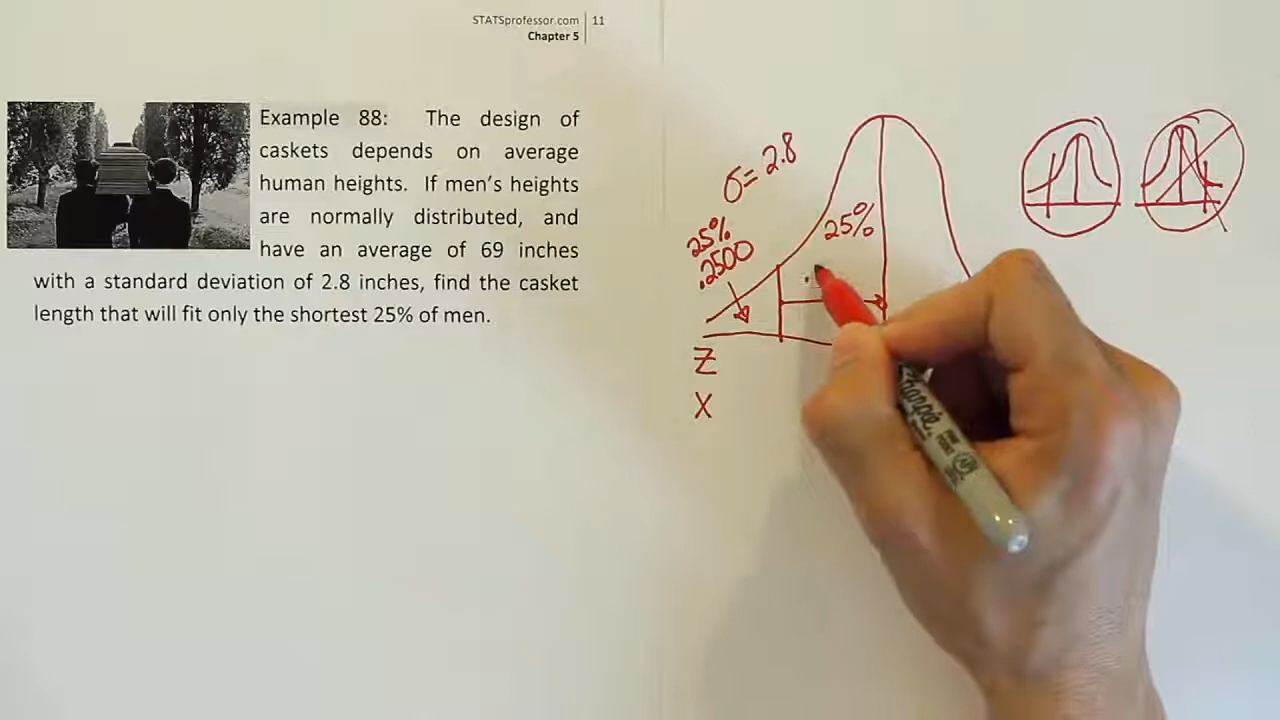 STATSprofessor.com 11
Chapter 5
Example 88: The design of
caskets depends on average
human heights. If men's heights
are normally distributed, and
have an average of 69 inches
with a standard deviation of 2.8 inches, find the casket
length that will fit only the shortest 25% of men.
σ= 2.8
25%
.2500
25%
.
Z
X
Sharpie
FINE
POINT